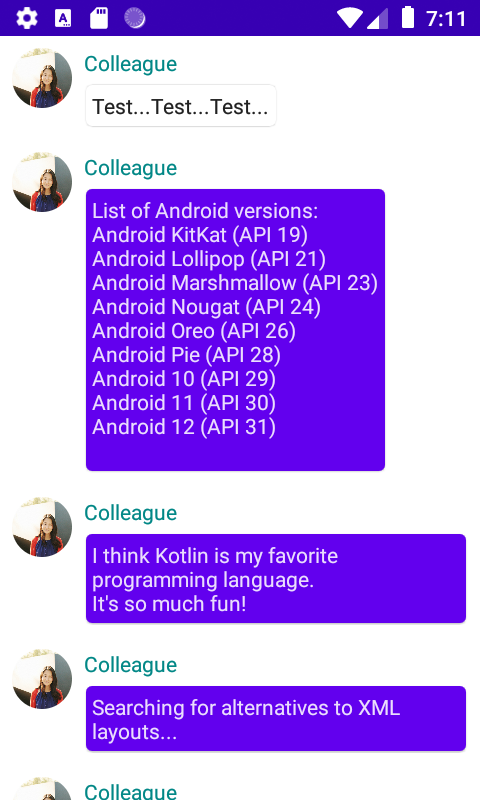 7:11
Colleague
Test...Test...Test...
Colleague
List of Android versions:
Android KitKat (API 19)
Android Lollipop (API 21)
Android Marshmallow (API 23)
Android Nougat (API 24)
Android Oreo (API 26)
Android Pie (API 28)
Android 10 (API 29)
Android 11 (API 30)
Android 12 (API 31)
Colleague
I think Kotlin is my favorite
programming language.
It's so much fun!
Colleague
Searching for alternatives to XML
layouts...
Colleague